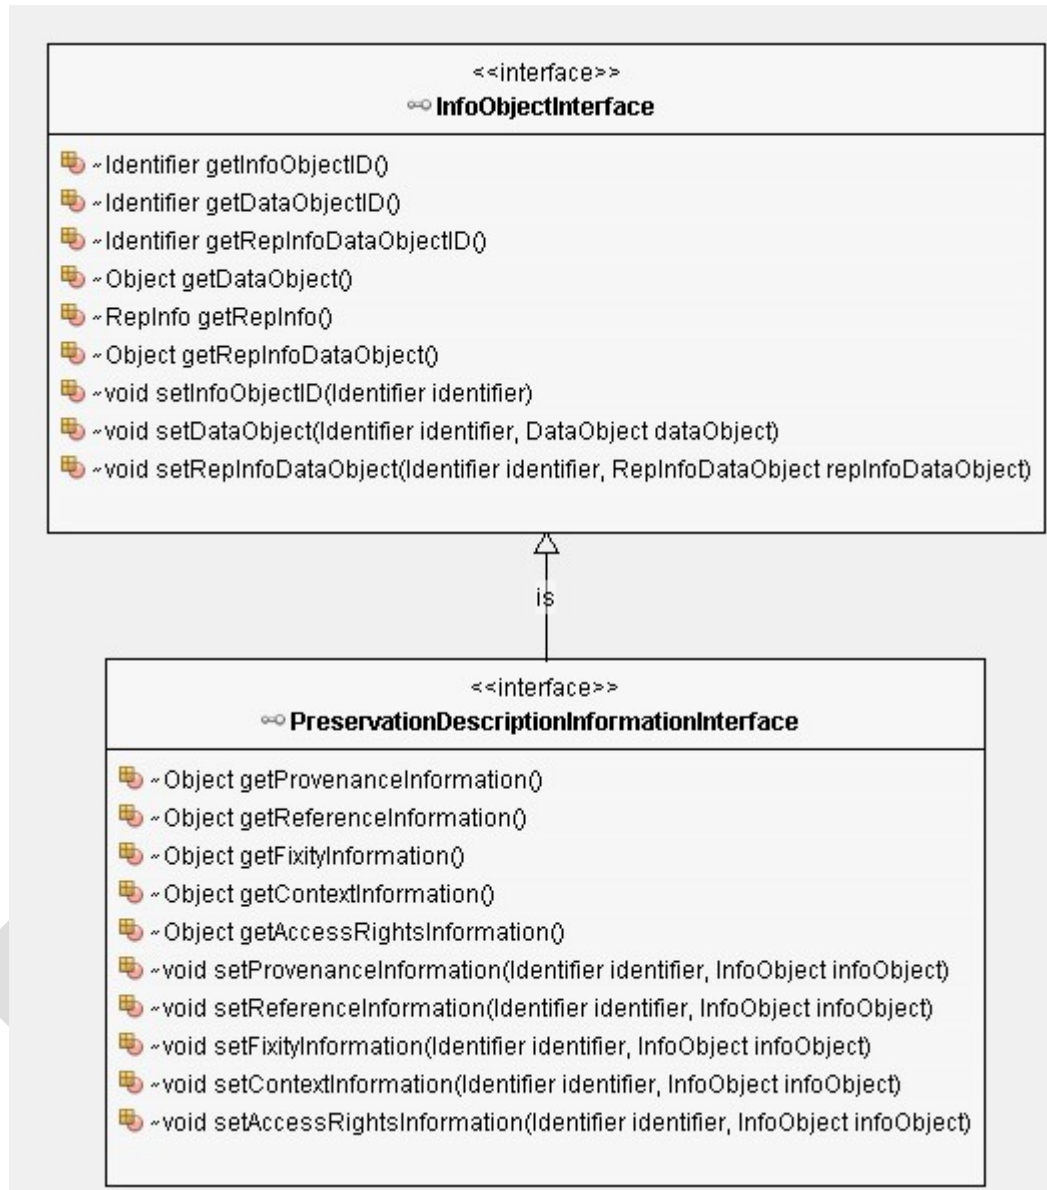 <<interface>>
InfoObjectInterface
~Identifier getInfoObjectID()
~Identifier getDataObjectID()
~Identifier getRepInfoDataObjectID()
~Object getDataObject()
~RepInfo getRepInfo()
~Object getRepInfoDataObject()
~void setInfoObjectID(Identifier identifier)
~void setDataObject(Identifier identifier, DataObject dataObject)
~void setRepInfoDataObject(Identifier identifier, RepInfoDataObject repInfoDataObject)
is
<<interface>>
PreservationDescriptionInformationInterface
~Object getProvenanceInformation()
~Object getReferenceInformation()
~Object getFixityInformation()
~Object getContextInformation()
~Object getAccessRightsInformation()
~void setProvenanceInformation(Identifier identifier, InfoObject infoObject)
~void setReferenceInformation(Identifier identifier, InfoObject infoObject)
~void setFixityInformation(Identifier identifier, InfoObject infoObject)
~void setContextInformation(Identifier identifier, InfoObject infoObject)
~void setAccessRightsInformation(Identifier identifier, InfoObject infoObject)